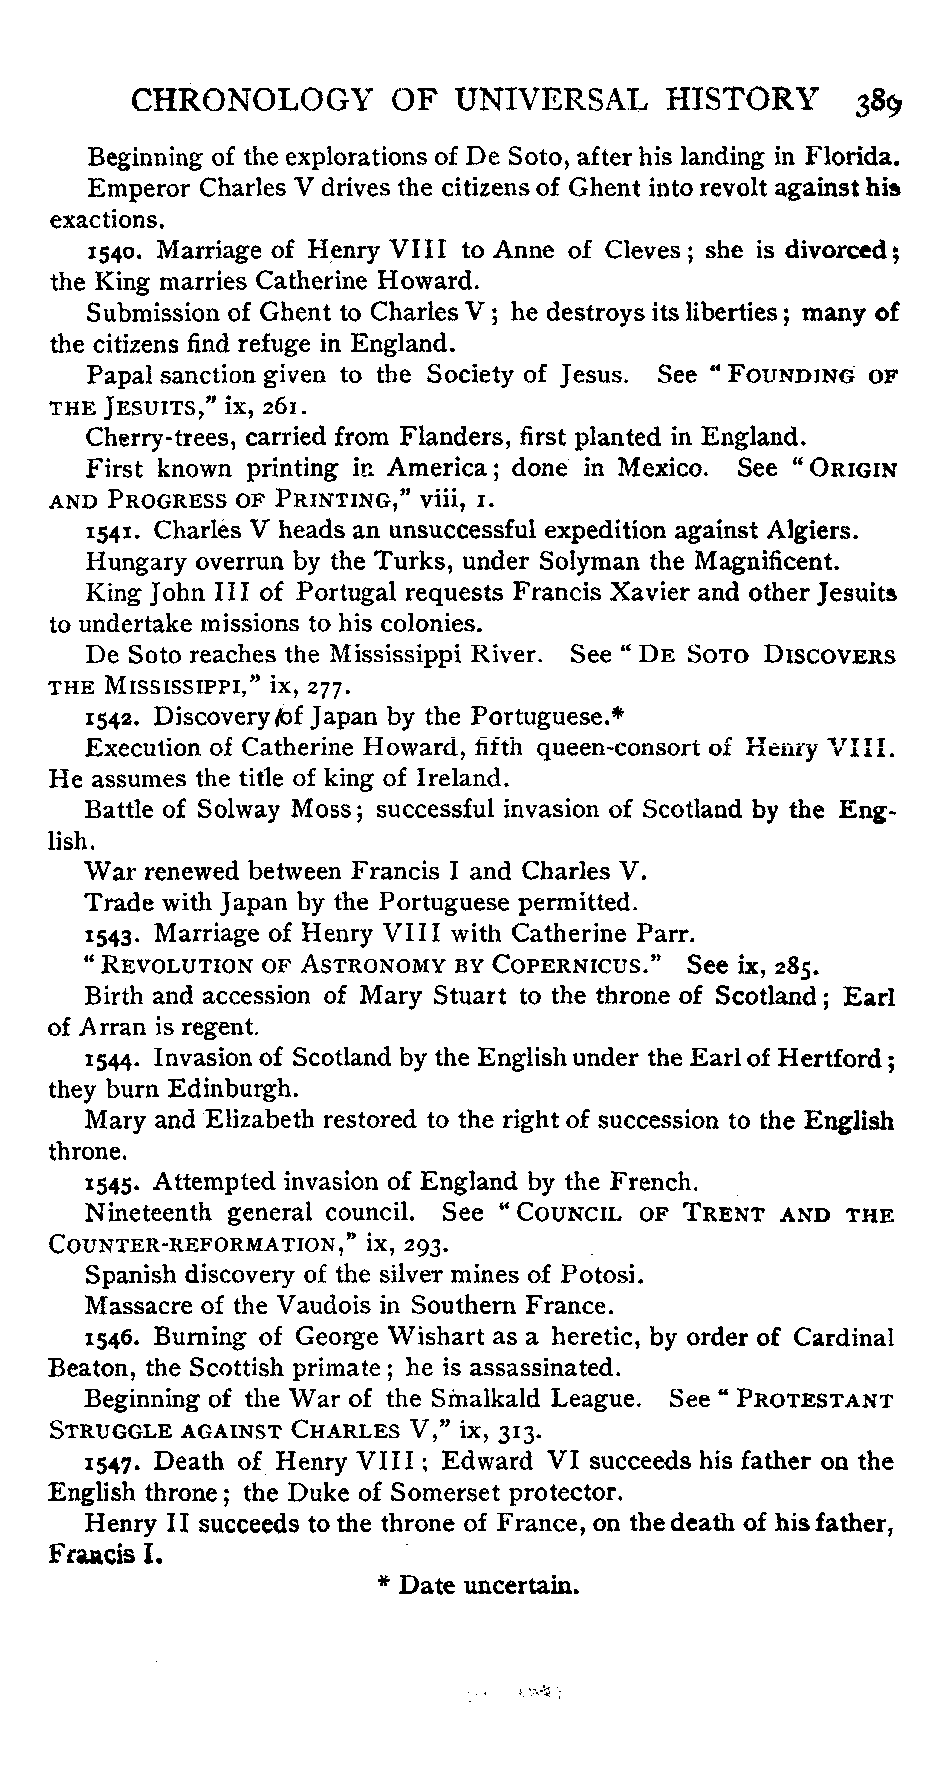 CHRONOLOGY OF UNIVERSAL HISTORY 389
Beginning of the explorations of De Soto, after his landing in Florida.
Emperor Charles V drives the citizens of Ghent into revolt against his
exactions.
1540. Marriage of Henry VIII to Anne of Cleves; she is divorced;
the King marries Catherine Howard.
Submission of Ghent to Charles V; he destroys its liberties; many of
the citizens find refuge in England.
Papal sanction given to the Society of Jesus. See "FOUNDING OF
THE JESUITS," ix, 261.
Cherry-trees, carried from Flanders, first planted in England.
First known printing in America; done in Mexico. See "ORIGIN
AND PROGRESS OF PRINTING," viii, 1.
1541. Charles V heads an unsuccessful expedition against Algiers.
Hungary overrun by the Turks, under Solyman the Magnificent.
King John III of Portugal requests Francis Xavier and other Jesuits
to undertake missions to his colonies.
De Soto reaches the Mississippi River. See "DE SOTO DISCOVERS
THE MISSISSIPPI," ix, 277.
1542. Discovery of Japan by the Portuguese.*
Execution of Catherine Howard, fifth queen-consort of Henry VIII.
He assumes the title of king of Ireland.
Battle of Solway Moss; successful invasion of Scotland by the Eng-
lish.
War renewed between Francis I and Charles V.
Trade with Japan by the Portuguese permitted.
1543. Marriage of Henry VIII with Catherine Parr.
"REVOLUTION OF ASTRONOMY BY COPERNICUS." See ix, 285.
Birth and accession of Mary Stuart to the throne of Scotland; Earl
of Arran is regent.
1544. Invasion of Scotland by the English under the Earl of Hertford;
they burn Edinburgh.
Mary and Elizabeth restored to the right of succession to the English
throne.
1545. Attempted invasion of England by the French.
Nineteenth general council. See "COUNCIL OF TRENT AND THE
COUNTER-REFORMATION," ix, 293.
Spanish discovery of the silver mines of Potosi.
Massacre of the Vaudois in Southern France.
1546. Burning of George Wishart as a heretic, by order of Cardinal
Beaton, the Scottish primate; he is assassinated.
Beginning of the War of the Smalkald League. See "PROTESTANT
STRUGGLE AGAINST CHARLES V," ix, 313.
1547. Death of Henry VIII; Edward VI succeeds his father on the
English throne; the Duke of Somerset protector.
Henry II succeeds to the throne of France, on the death of his father,
Francis I.
* Date uncertain.